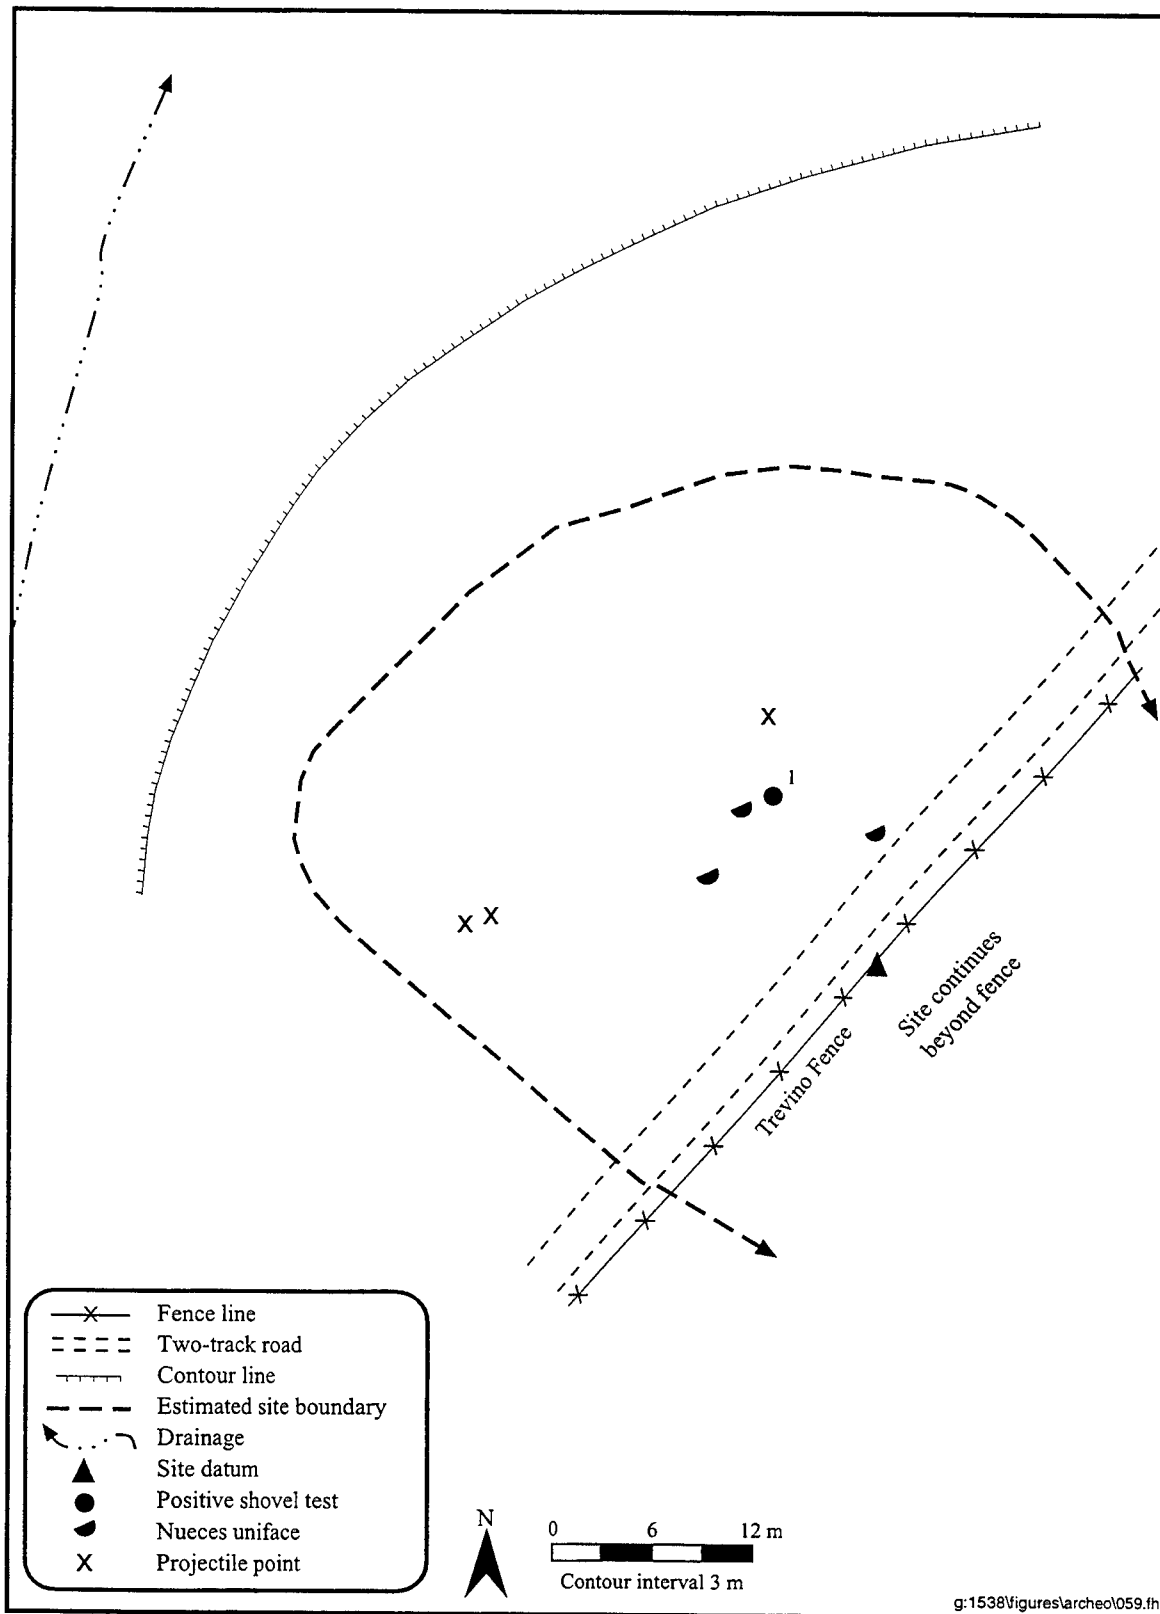 1
Site continues
beyond fence
Trevino Fence
Fence line
Two-track road
Contour line
Estimated site boundary
Drainage
Site datum
Positive shovel test
Nueces uniface
X Projectile point
N
0 6 12 m
Contour interval 3 m
g:1538\figures\archeo\059.fh